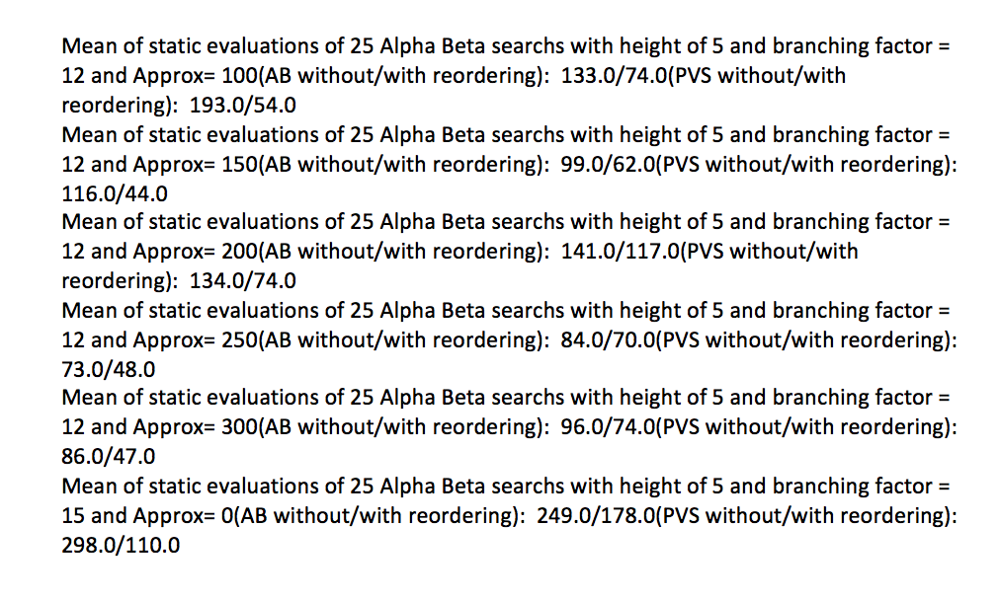 Mean of static evaluations of 25 Alpha Beta searchs with height of 5 and branching factor =
12 and Approx= 100(AB without/with reordering):  133.0/74.0(PVS without/with
reordering):  193.0/54.0
Mean of static evaluations of 25 Alpha Beta searchs with height of 5 and branching factor =
12 and Approx= 150(AB without/with reordering):  99.0/62.0(PVS without/with reordering):
116.0/44.0
Mean of static evaluations of 25 Alpha Beta searchs with height of 5 and branching factor =
12 and Approx= 200(AB without/with reordering):  141.0/117.0(PVS without/with
reordering):  134.0/74.0
Mean of static evaluations of 25 Alpha Beta searchs with height of 5 and branching factor =
12 and Approx= 250(AB without/with reordering):  84.0/70.0(PVS without/with reordering):
73.0/48.0
Mean of static evaluations of 25 Alpha Beta searchs with height of 5 and branching factor =
12 and Approx= 300(AB without/with reordering):  96.0/74.0(PVS without/with reordering):
86.0/47.0
Mean of static evaluations of 25 Alpha Beta searchs with height of 5 and branching factor =
15 and Approx= 0(AB without/with reordering):  249.0/178.0(PVS without/with reordering):
298.0/110.0